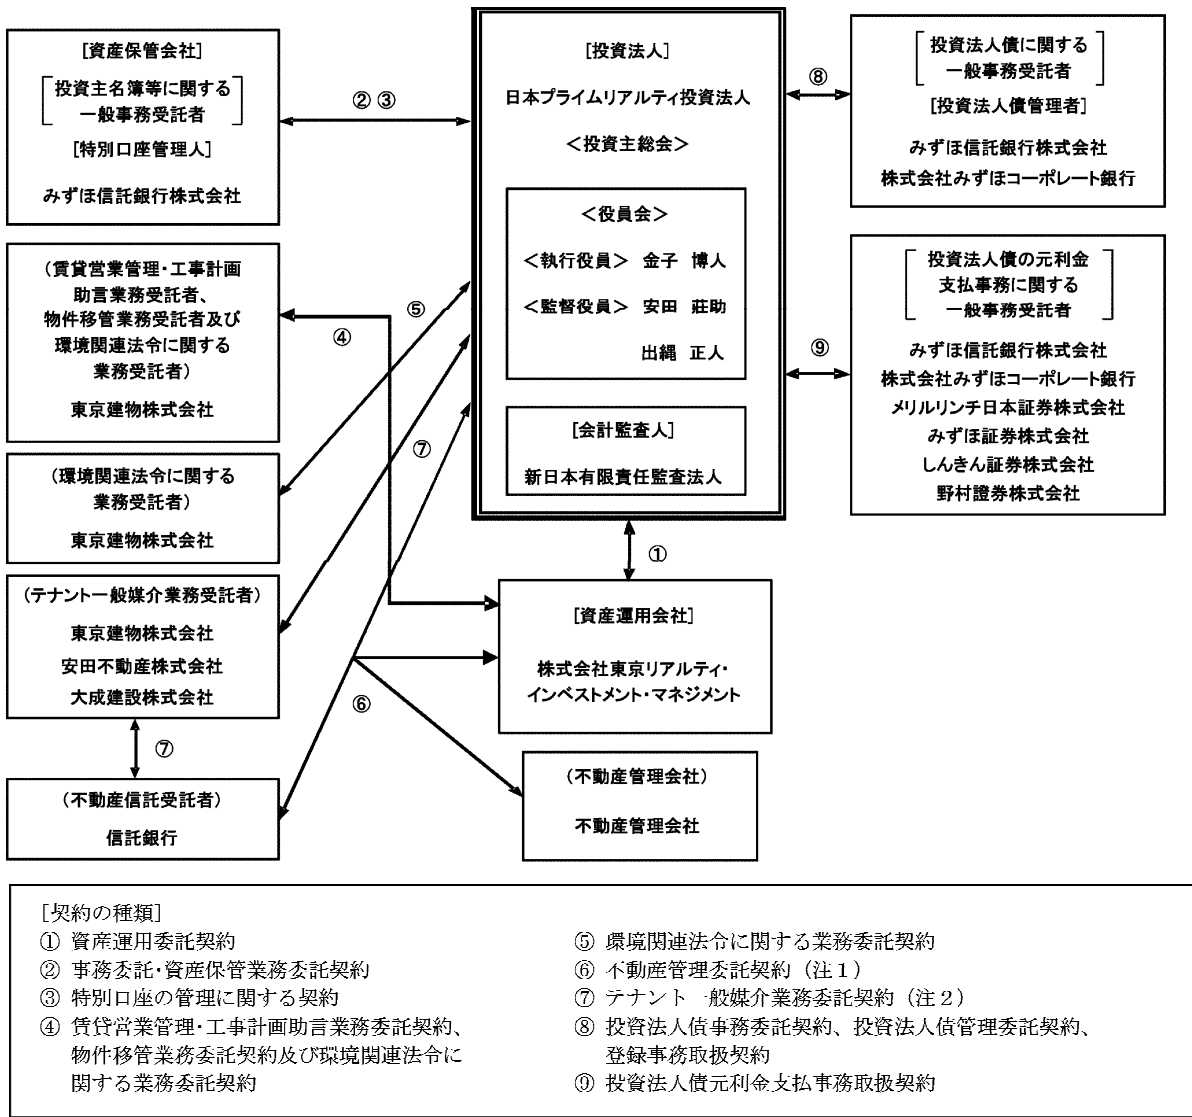 [資産保管会社]
投資主名簿等に関する
一般事務受託者
[特別口座管理人]
みずほ信託銀行株式会社
②③
[投資法人]
日本プライムリアルティ投資法人
＜投資主総会＞
＜役員会＞
＜執行役員＞ 金子 博人
＜監督役員＞ 安田 莊助
出縄 正人
[会計監査人]
新日本有限責任監査法人
⑧
投資法人債に関する
一般事務受託者
[投資法人債管理者]
みずほ信託銀行株式会社
株式会社みずほコーポレート銀行
⑨
投資法人債の元利金
支払事務に関する
一般事務受託者
みずほ信託銀行株式会社
株式会社みずほコーポレート銀行
メリルリンチ日本証券株式会社
みずほ証券株式会社
しんきん証券株式会社
野村證券株式会社
(賃貸営業管理・工事計画
助言業務受託者、
物件移管業務受託者及び
環境関連法令に関する
業務受託者)
東京建物株式会社
④
⑤
(環境関連法令に関する
業務受託者)
東京建物株式会社
⑦
(テナント一般媒介業務受託者)
東京建物株式会社
安田不動産株式会社
大成建設株式会社
⑦
(不動産信託受託者)
信託銀行
⑥
①
[資産運用会社]
株式会社東京リアルティ・
インベストメント・マネジメント
(不動産管理会社)
不動産管理会社
[契約の種類]
① 資産運用委託契約
② 事務委託・資産保管業務委託契約
③ 特別口座の管理に関する契約
④ 賃貸営業管理・工事計画助言業務委託契約、
物件移管業務委託契約及び環境関連法令に
関する業務委託契約
⑤ 環境関連法令に関する業務委託契約
⑥ 不動産管理委託契約（注１）
⑦ テナント一般媒介業務委託契約（注２）
⑧ 投資法人債事務委託契約、投資法人債管理委託契約、
登録事務取扱契約
⑨ 投資法人債元利金支払事務取扱契約